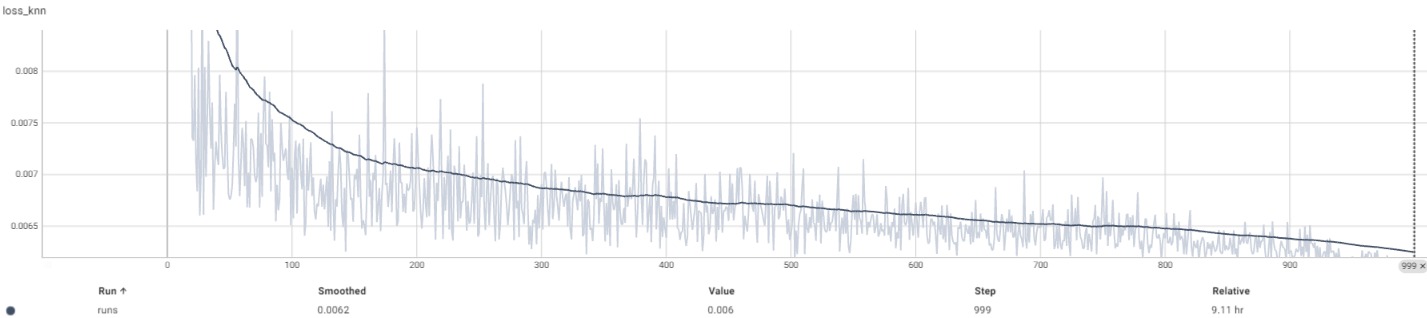 loss_knn
0.008
0.0075
0.007
0.0065
0 100 200 300 400 500 600 700 800 900 999 ×
Run ↑ Smoothed Value Step Relative
runs 0.0062 0.006 999 9.11 hr